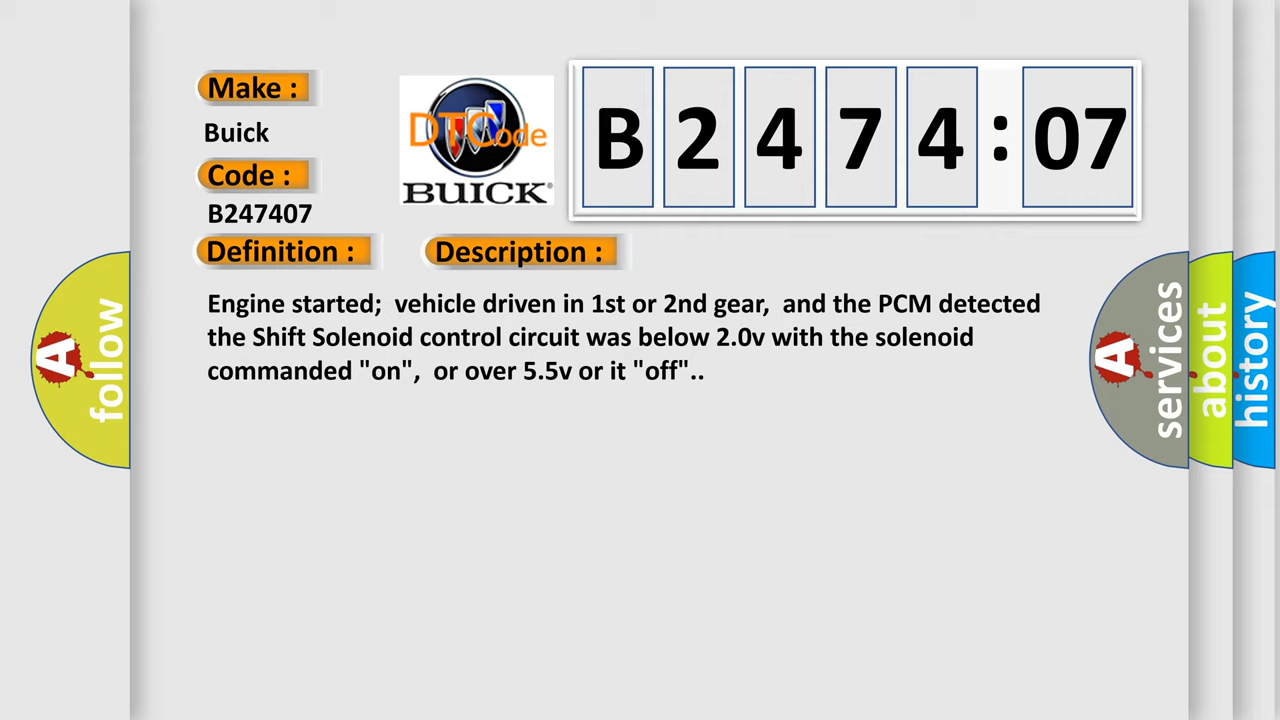 Make :
Buick
Code :
B247407
Definition :
Description :
DTCode
BUICK®
B 2 4 7 4 : 07
Engine started;  vehicle driven in 1st or 2nd gear,  and the PCM detected
the Shift Solenoid control circuit was below 2.0v with the solenoid
commanded "on",  or over 5.5v or it "off"..
A
follow
A
services
about
history